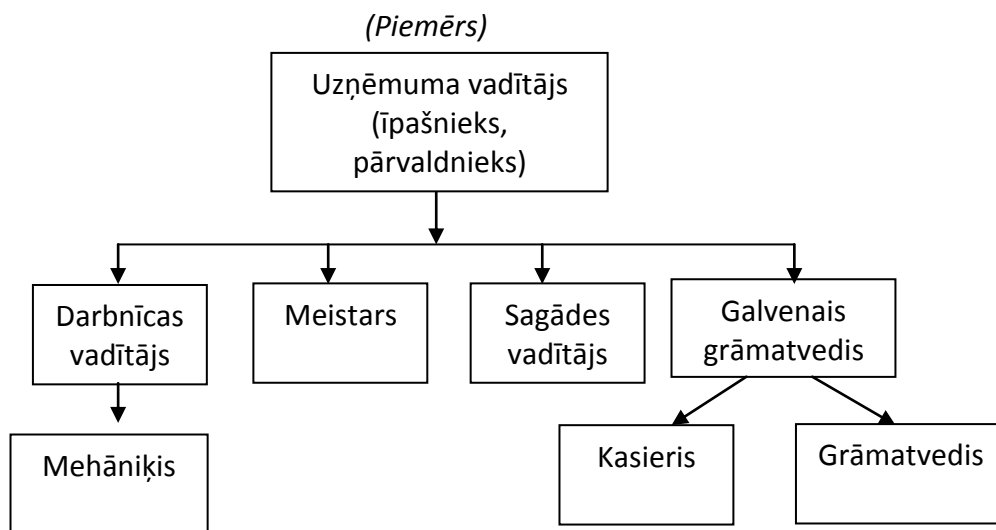 (Piemērs)
Uzņēmuma vadītājs
(īpašnieks,
pārvaldnieks)
Darbnīcas
vadītājs
Meistars
Sagādes
vadītājs
Galvenais
grāmatvedis
Mehāniķis
Kasieris
Grāmatvedis